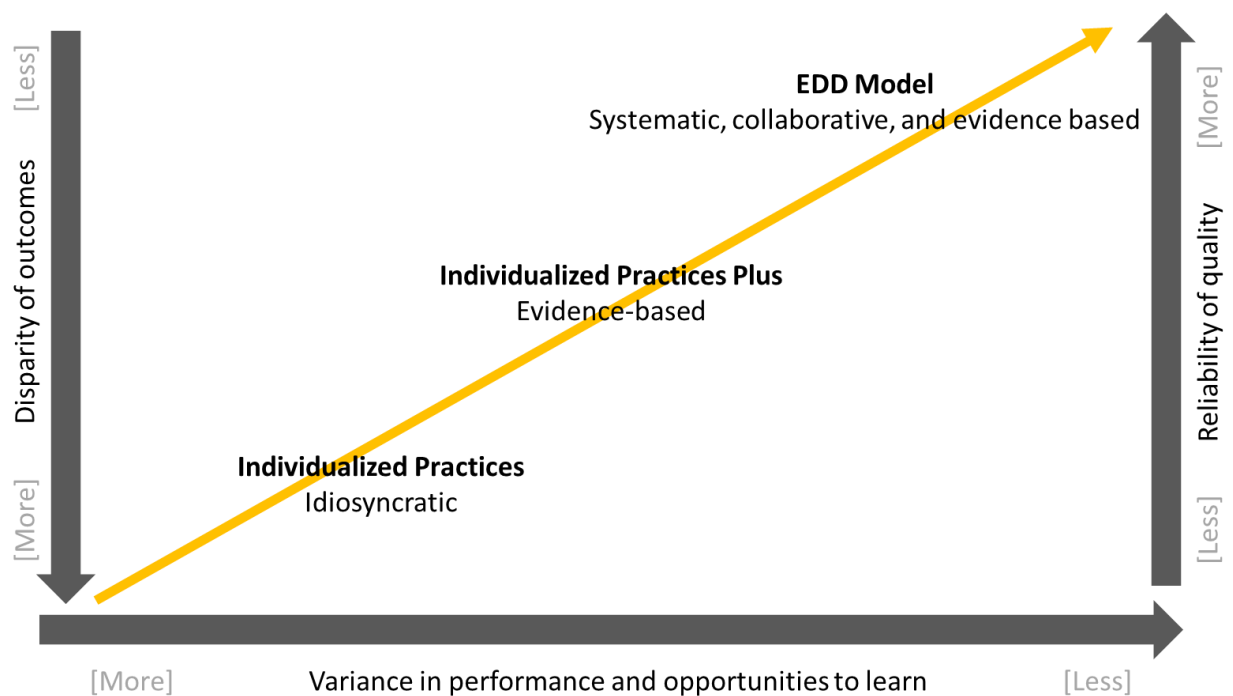 [Less]
Disparity of outcomes
[More]
EDD Model
Systematic, collaborative, and evidence based
Individualized Practices Plus
Evidence-based
Individualized Practices
Idiosyncratic
[More]
Reliability of quality
[Less]
[More]
Variance in performance and opportunities to learn
[Less]